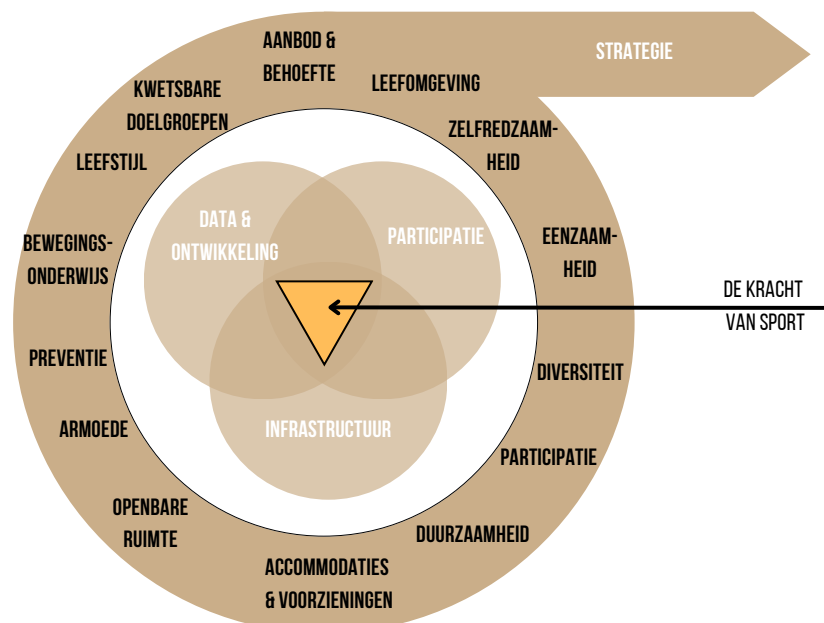 AANBOD &
BEHOEFTE
STRATEGIE
LEEFOMGEVING
KWETSBARE
DOELGROEPEN
ZELFREDZAAM-
HEID
LEEFSTIJL
DATA &
ONTWIKKELING
PARTICIPATIE
BEWEGINGS-
ONDERWIJS
EENZAAM-
HEID
DE KRACHT
VAN SPORT
PREVENTIE
DIVERSITEIT
ARMOEDE
INFRASTRUCTUUR
PARTICIPATIE
OPENBARE
RUIMTE
DUURZAAMHEID
ACCOMMODATIES
& VOORZIENINGEN